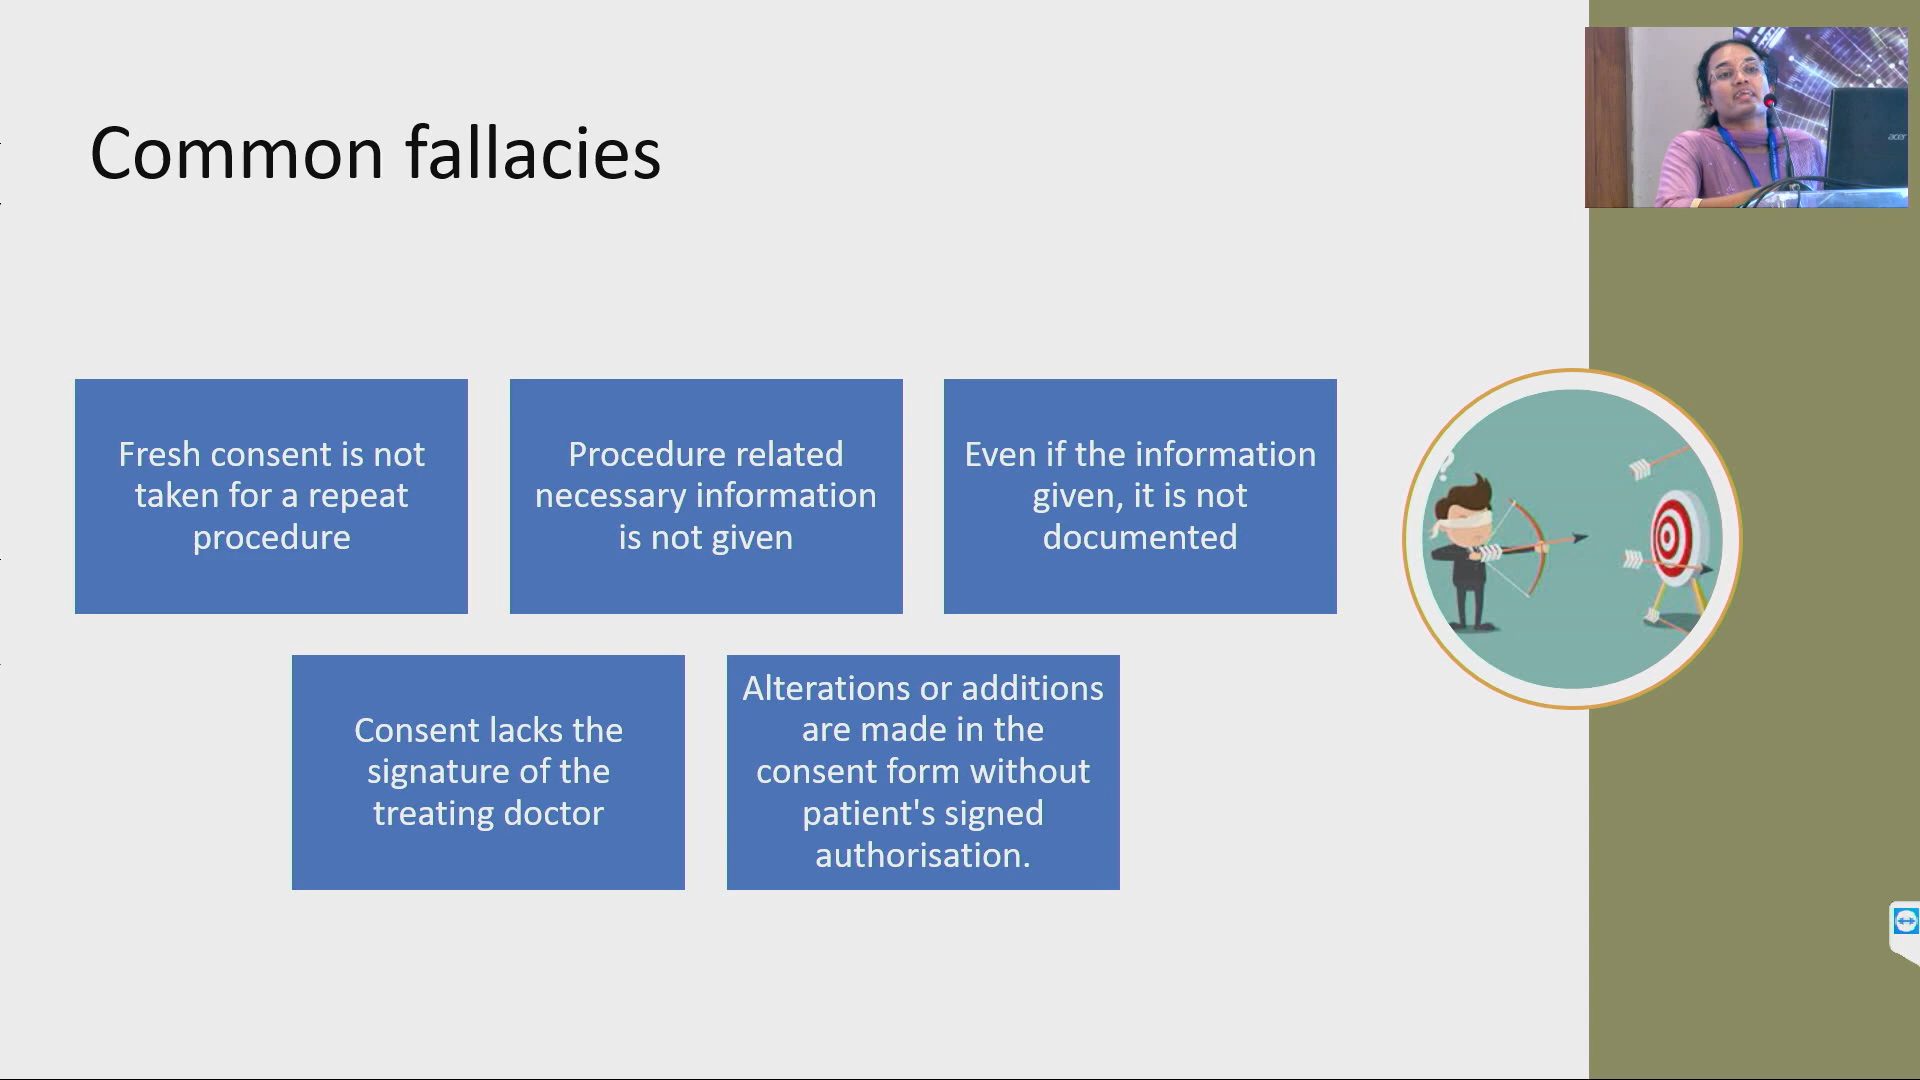 Common fallacies
Fresh consent is not
taken for a repeat
procedure
Procedure related
necessary information
is not given
Even if the information
given, it is not
documented
Consent lacks the
signature of the
treating doctor
Alterations or additions
are made in the
consent form without
patient's signed
authorisation.
acer
?